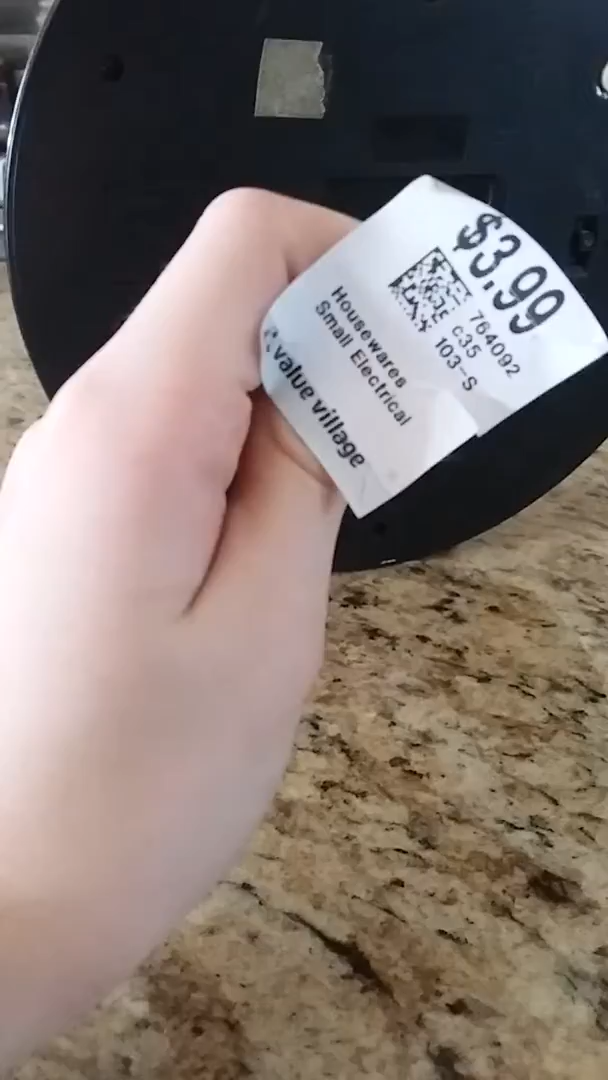 $3.99
764092
c35
103-S
Housewares
Small Electrical
value village